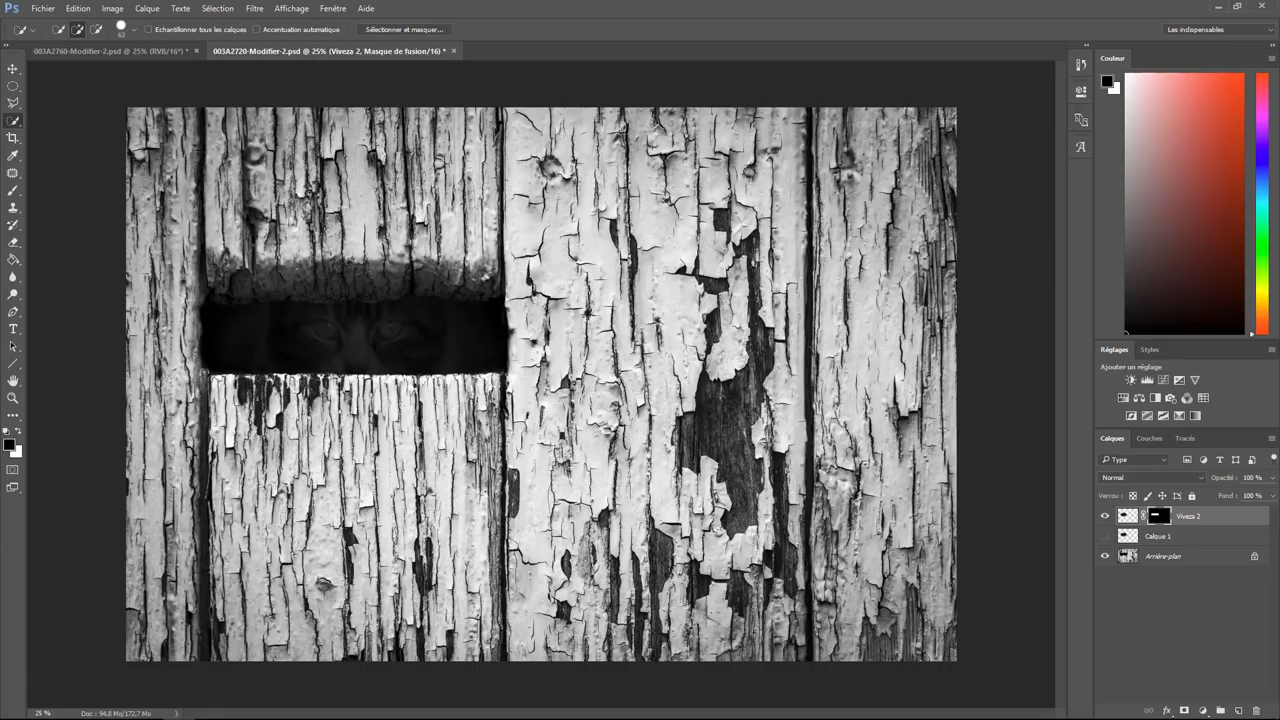 Ps Fichier Edition Image Calque Texte Sélection Filtre Affichage Fenêtre Aide
63 Echantillonner tous les calques Accentuation automatique Sélectionner et masquer... Les indispensables
003A2760-Modifier-2.psd @ 25% (RVB/16*) * × 003A2720-Modifier-2.psd @ 25% (Viveza 2, Masque de fusion/16) * ×
Couleur
Réglages Styles
Ajouter un réglage
Calques Couches Tracés
Type
Normal Opacité : 100 %
Verrou : Fond : 100 %
Viveza 2
Calque 1
Arrière-plan
25 % Doc : 94,8 Mo/172,7 Mo